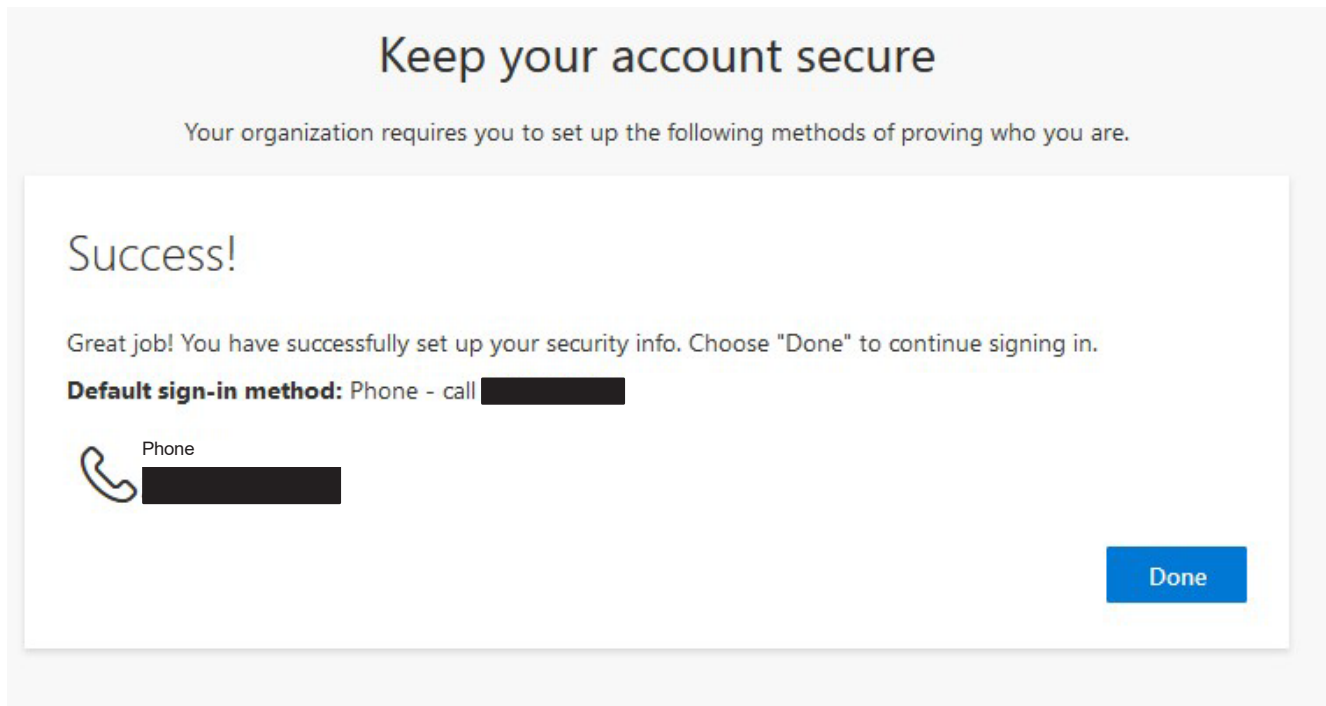 Keep your account secure
Your organization requires you to set up the following methods of proving who you are.
Success!
Great job! You have successfully set up your security info. Choose "Done" to continue signing in.
Default sign-in method: Phone - call
Phone
Done